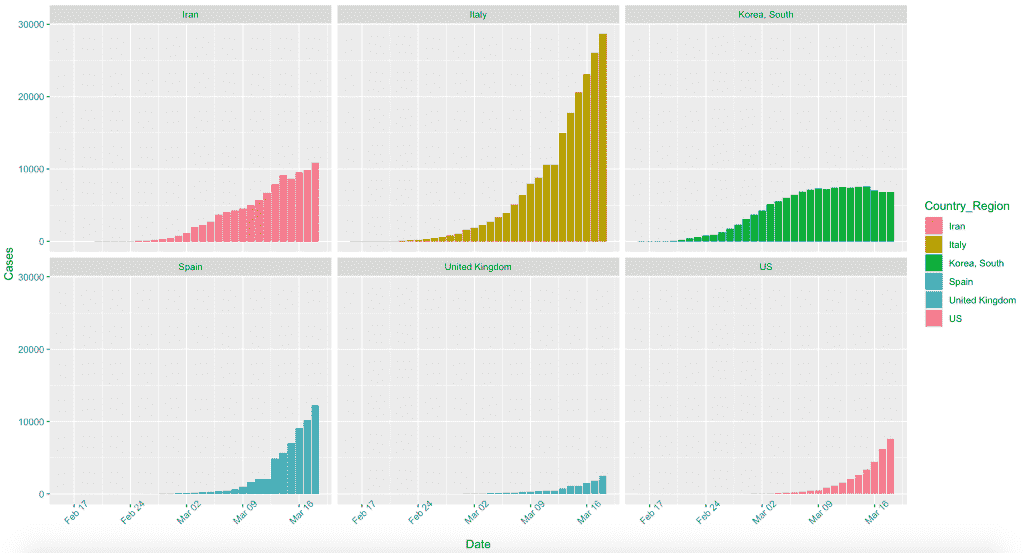 Iran
Italy
Korea, South
30000
20000
10000
0
Cases
Spain
United Kingdom
US
30000
20000
10000
0
Feb 17
Feb 24
Mar 02
Mar 09
Mar 16
Feb 17
Feb 24
Mar 02
Mar 09
Mar 16
Feb 17
Feb 24
Mar 02
Mar 09
Mar 16
Date
Country_Region
Iran
Italy
Korea, South
Spain
United Kingdom
US